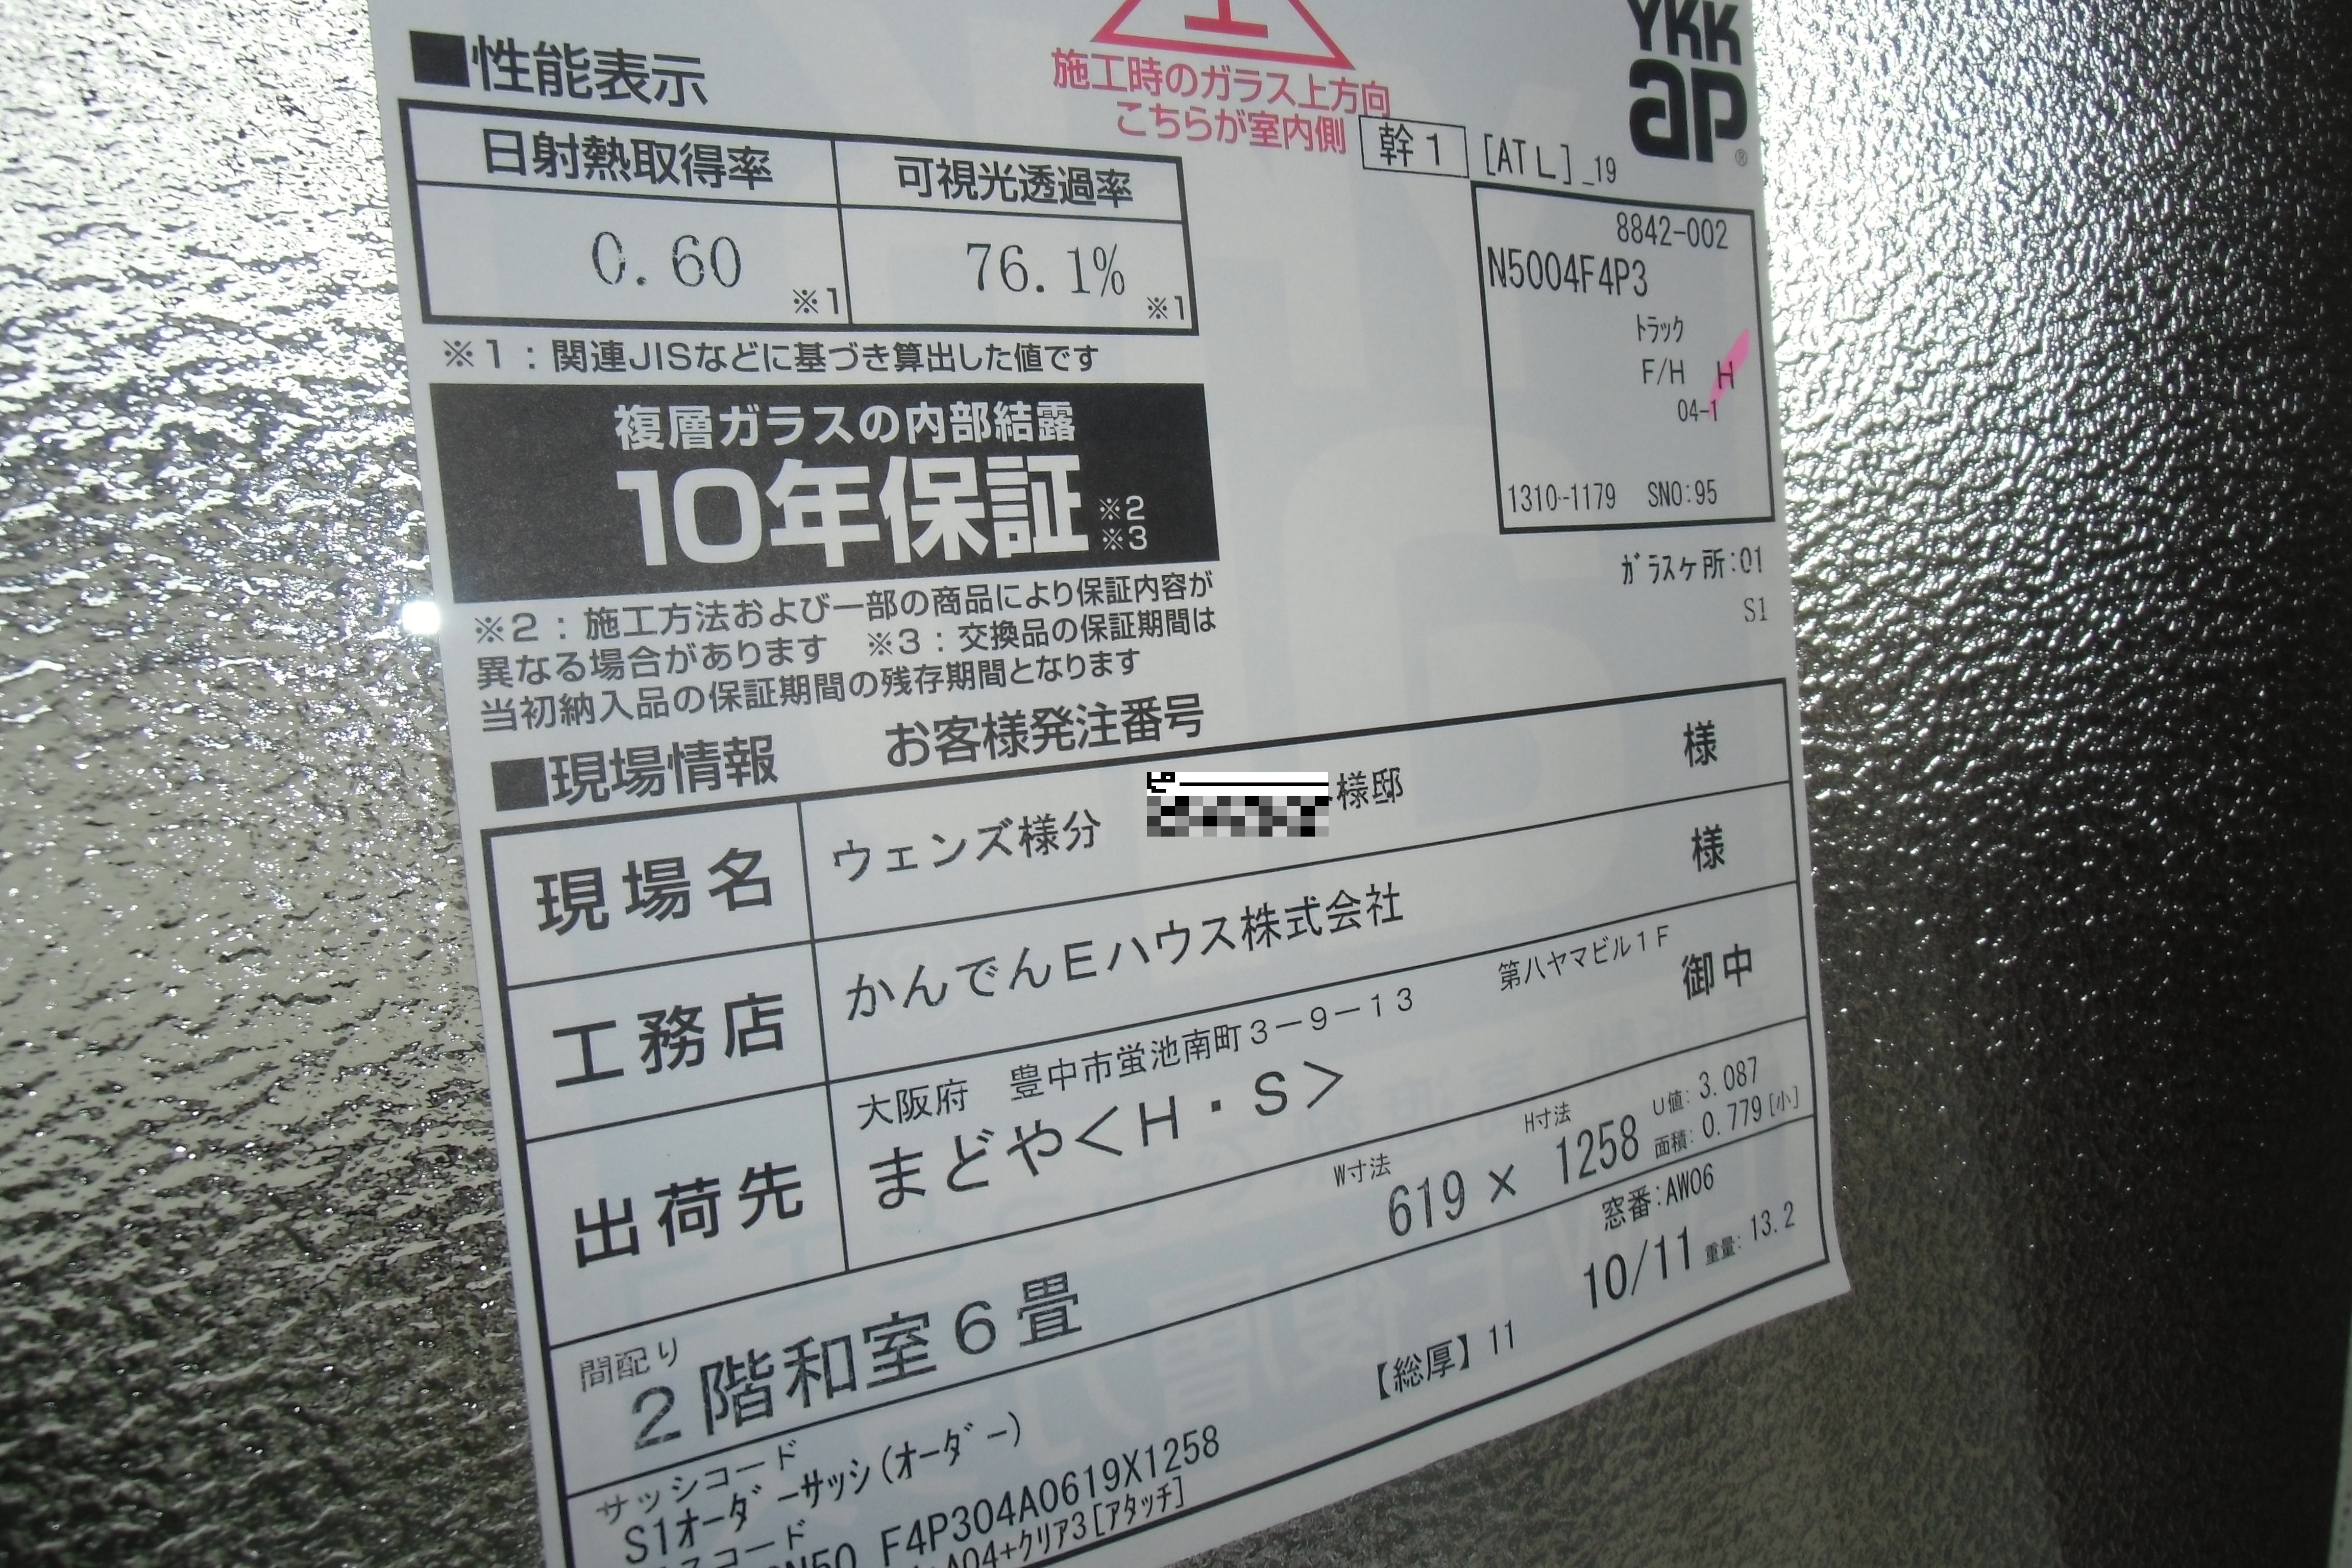 YKK
ap®
■性能表示
施工時のガラス上方向
こちらが室内側
幹1 [ATL]_19
日射熱取得率 可視光透過率
0.60 ※1 76.1% ※1
※1：関連JISなどに基づき算出した値です
8842-002
N5004F4P3
ﾄﾗｯｸ
F/H H
04-1
1310-1179 SNO:95
複層ガラスの内部結露
10年保証 ※2 ※3
ｶﾞﾗｽｹ所:01
S1
※2：施工方法および一部の商品により保証内容が
異なる場合があります ※3：交換品の保証期間は
当初納入品の保証期間の残存期間となります
■現場情報 お客様発注番号
現場名 ウェンズ様分 ピー 様邸 様
工務店 かんでんEハウス株式会社 様
出荷先 大阪府 豊中市蛍池南町3－9－13 第八ヤマビル1F
まどや＜H・S＞ 御中
間配り
2階和室6畳
W寸法 H寸法
619 × 1258
U値: 3.087
面積: 0.779[小]
窓番:AW06
サッシコード
S1ｵｰﾀﾞｰｻｯｼ(ｵｰﾀﾞｰ)
【総厚】11
10/11 重量: 13.2
コード
N50 F4P304A0619X1258
A04+ｸﾘｱ3[ｱﾀｯﾁ]